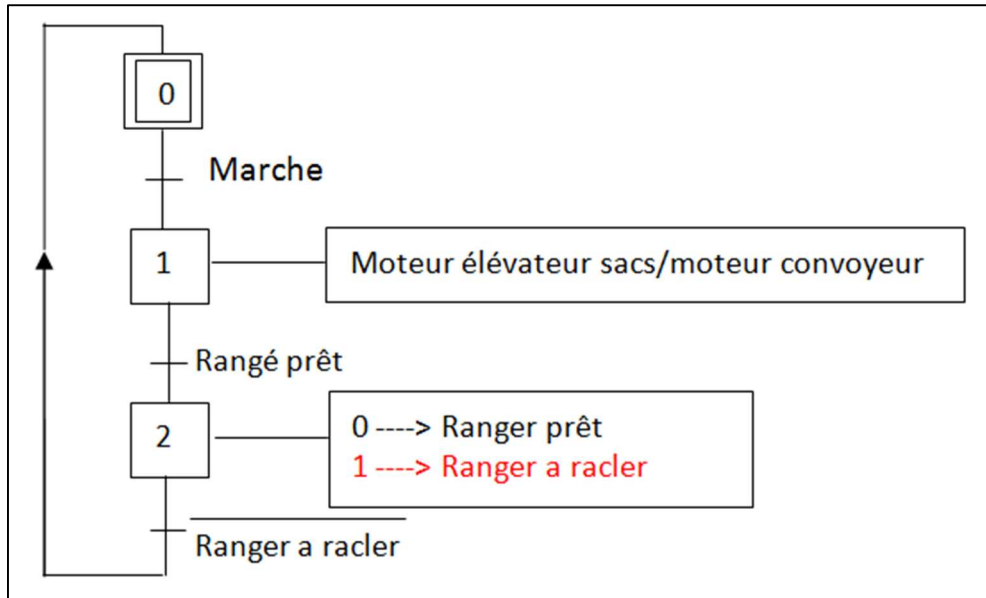 0
Marche
1
Moteur élévateur sacs/moteur convoyeur
Rangé prêt
2
0 ----> Ranger prêt
1 ----> Ranger a racler
Ranger a racler